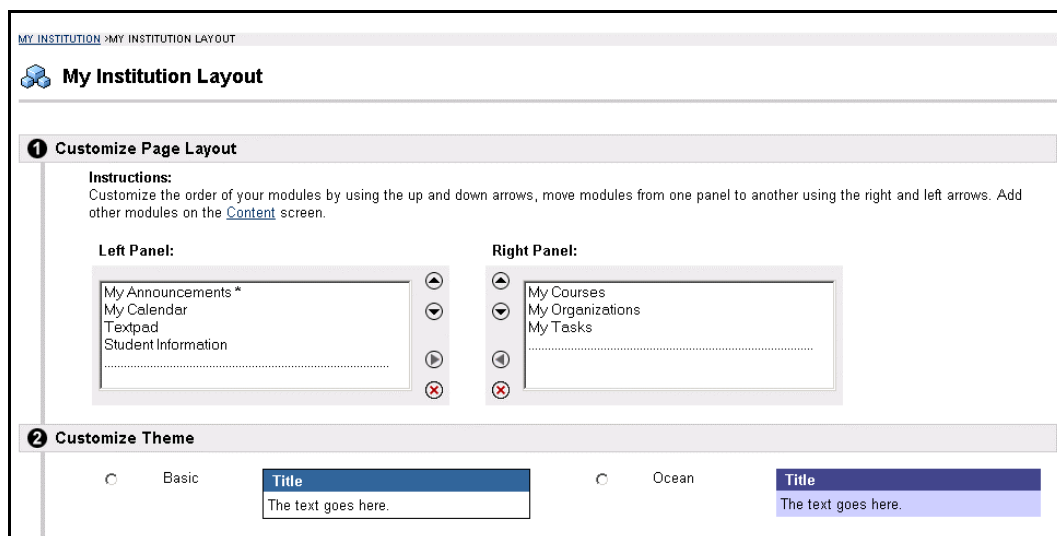 MY INSTITUTION >MY INSTITUTION LAYOUT
My Institution Layout
1 Customize Page Layout
Instructions:
Customize the order of your modules by using the up and down arrows, move modules from one panel to another using the right and left arrows. Add
other modules on the Content screen.
Left Panel:
My Announcements *
My Calendar
Textpad
Student Information
Right Panel:
My Courses
My Organizations
My Tasks
2 Customize Theme
Basic
Title
The text goes here.
Ocean
Title
The text goes here.